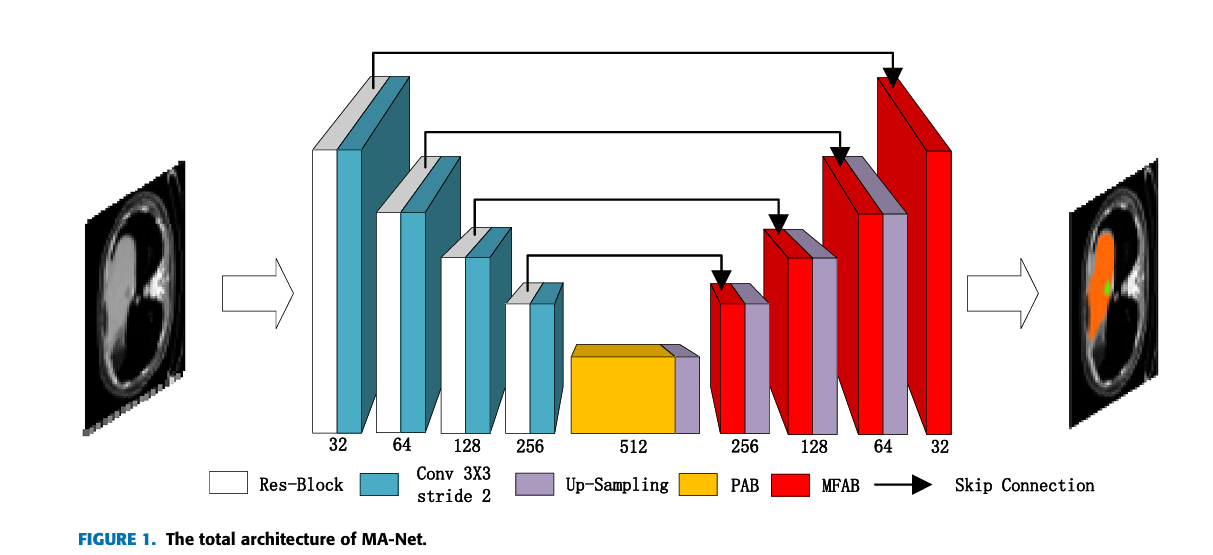 32 64 128 256 512 256 128 64 32
Res-Block
Conv 3X3
stride 2
Up-Sampling
PAB
MFAB
Skip Connection
FIGURE 1. The total architecture of MA-Net.